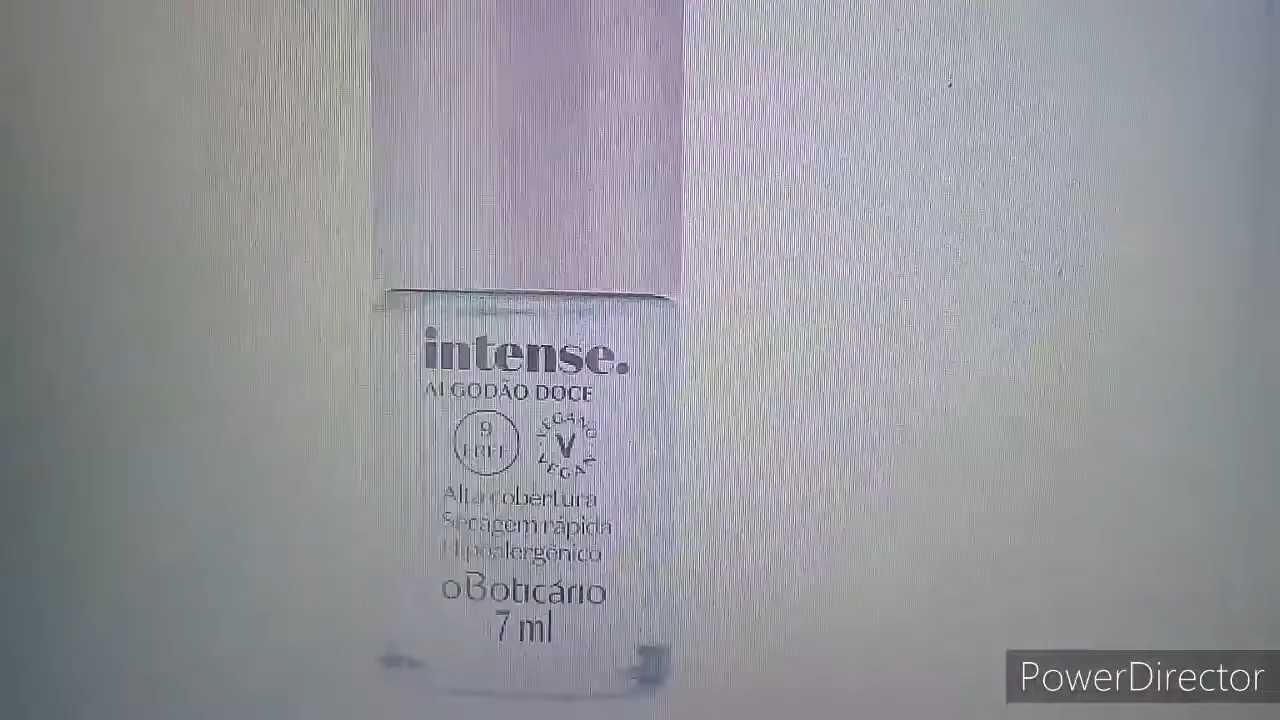 intense.
ALGODÃO DOCE
9
FREE
VEGANO
V
VEGAN
Alta cobertura
Secagem rápida
Hipoalergênico
oBoticário
7 ml
PowerDirector